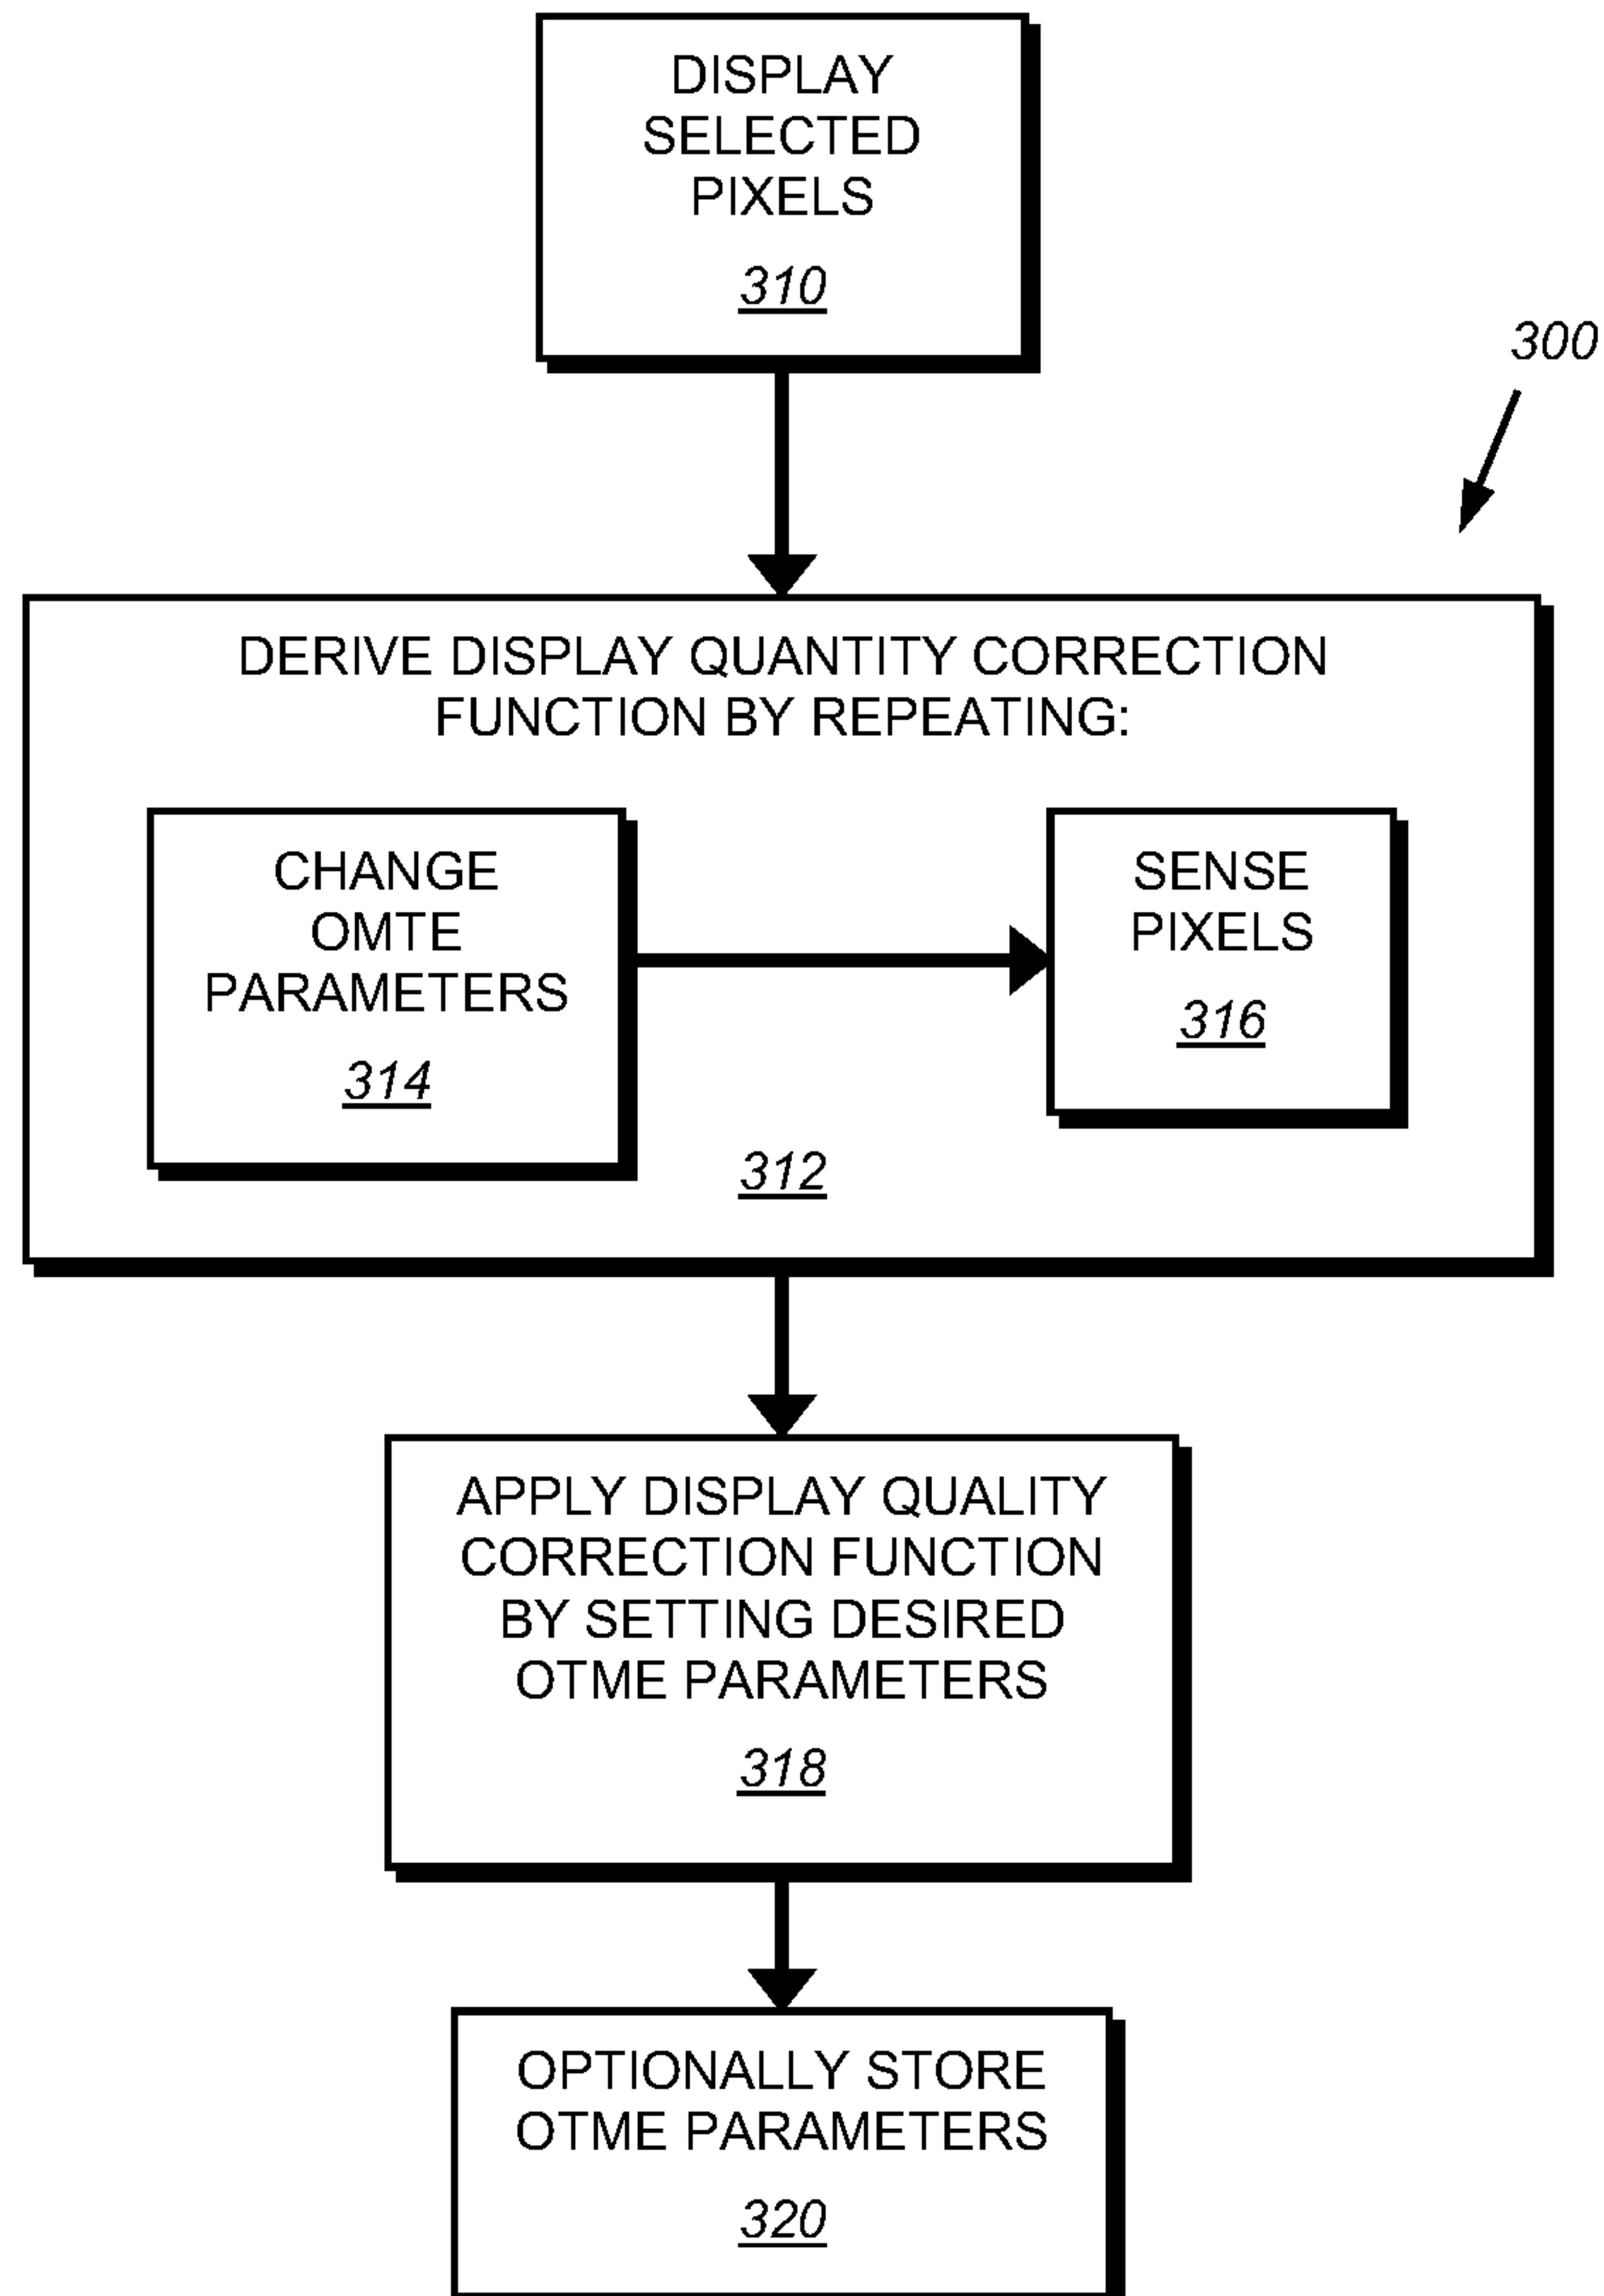 DISPLAY
SELECTED
PIXELS
310
300
DERIVE DISPLAY QUANTITY CORRECTION
FUNCTION BY REPEATING:
CHANGE
OMTE
PARAMETERS
314
SENSE
PIXELS
316
312
APPLY DISPLAY QUALITY
CORRECTION FUNCTION
BY SETTING DESIRED
OTME PARAMETERS
318
OPTIONALLY STORE
OTME PARAMETERS
320